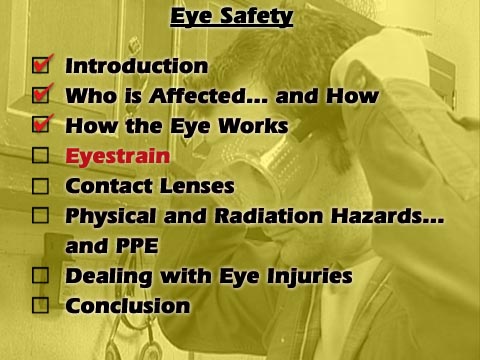 Eye Safety
Introduction
Who is Affected... and How
How the Eye Works
Eyestrain
Contact Lenses
Physical and Radiation Hazards...
and PPE
Dealing with Eye Injuries
Conclusion